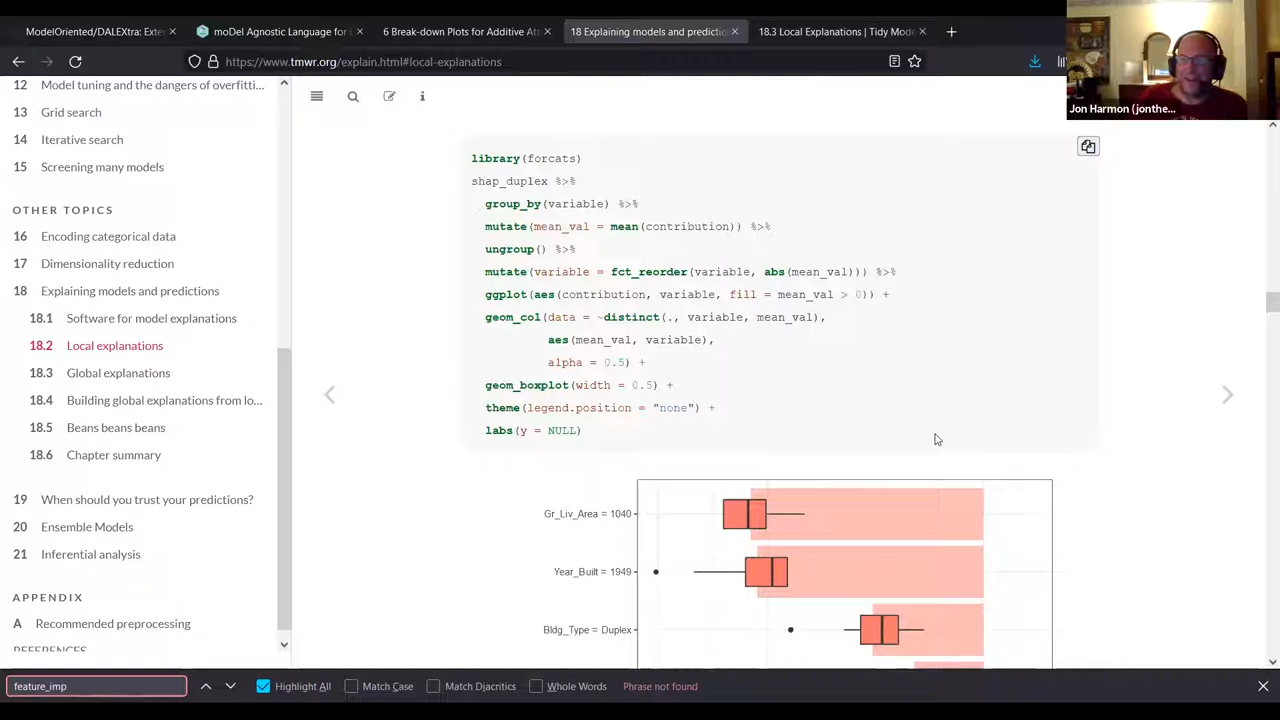 ModelOriented/DALEXtra: Exte
moDel Agnostic Language for
6 Break-down Plots for Additive Att
18 Explaining models and predictio
18.3 Local Explanations | Tidy Mode
https://www.tmwr.org/explain.html#local-explanations
Jon Harmon (jonthe...
12 Model tuning and the dangers of overfitti...
13 Grid search
14 Iterative search
15 Screening many models
OTHER TOPICS
16 Encoding categorical data
17 Dimensionality reduction
18 Explaining models and predictions
18.1 Software for model explanations
18.2 Local explanations
18.3 Global explanations
18.4 Building global explanations from lo...
18.5 Beans beans beans
18.6 Chapter summary
19 When should you trust your predictions?
20 Ensemble Models
21 Inferential analysis
APPENDIX
A Recommended preprocessing
REFERENCES
library(forcats)
shap_duplex %>%
group_by(variable) %>%
mutate(mean_val = mean(contribution)) %>%
ungroup() %>%
mutate(variable = fct_reorder(variable, abs(mean_val))) %>%
ggplot(aes(contribution, variable, fill = mean_val > 0)) +
geom_col(data = ~distinct(., variable, mean_val),
aes(mean_val, variable),
alpha = 0.5) +
geom_boxplot(width = 0.5) +
theme(legend.position = "none") +
labs(y = NULL)
Gr_Liv_Area = 1040
Year_Built = 1949
Bldg_Type = Duplex
feature_imp
Highlight All
Match Case
Match Diacritics
Whole Words
Phrase not found